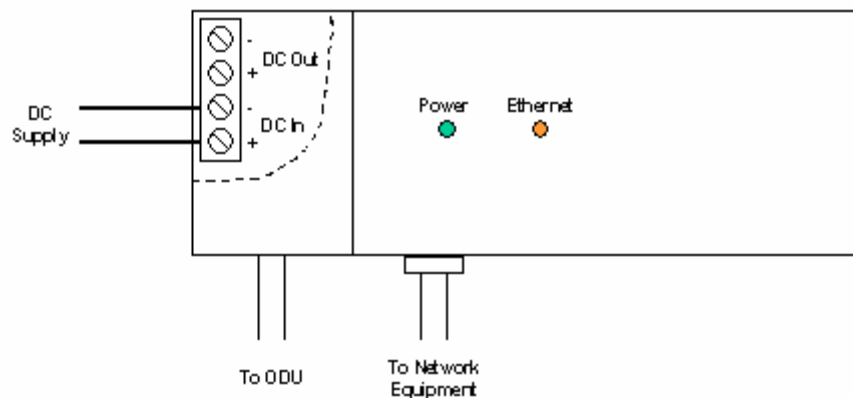 -
DC Out
+
-
DC In
+
DC
Supply
Power
Ethernet
To ODU
To Network
Equipment